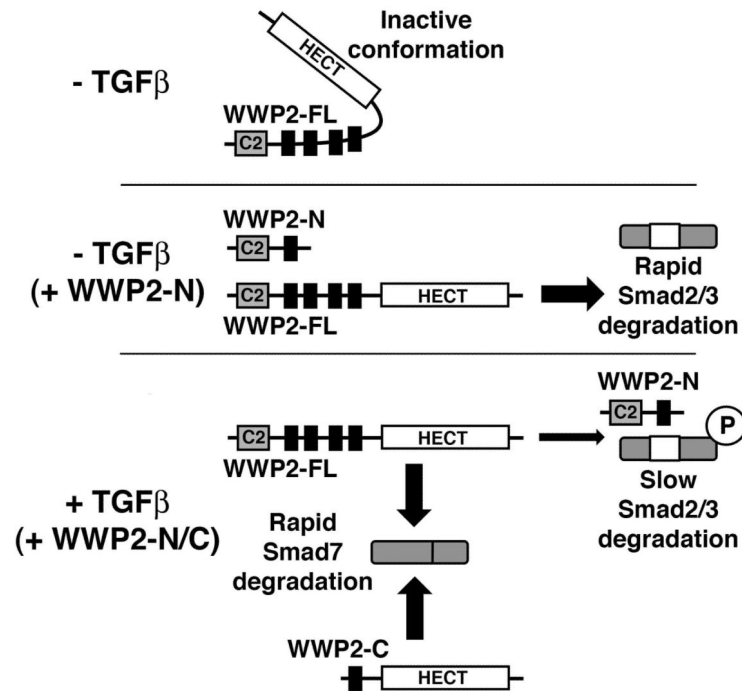 Inactive
conformation
HECT
- TGFβ
WWP2-FL
C2
WWP2-N
C2
- TGFβ
(+ WWP2-N)
C2
HECT
WWP2-FL
Rapid
Smad2/3
degradation
WWP2-N
C2
P
C2
HECT
WWP2-FL
Slow
Smad2/3
degradation
+ TGFβ
(+ WWP2-N/C)
Rapid
Smad7
degradation
WWP2-C
HECT